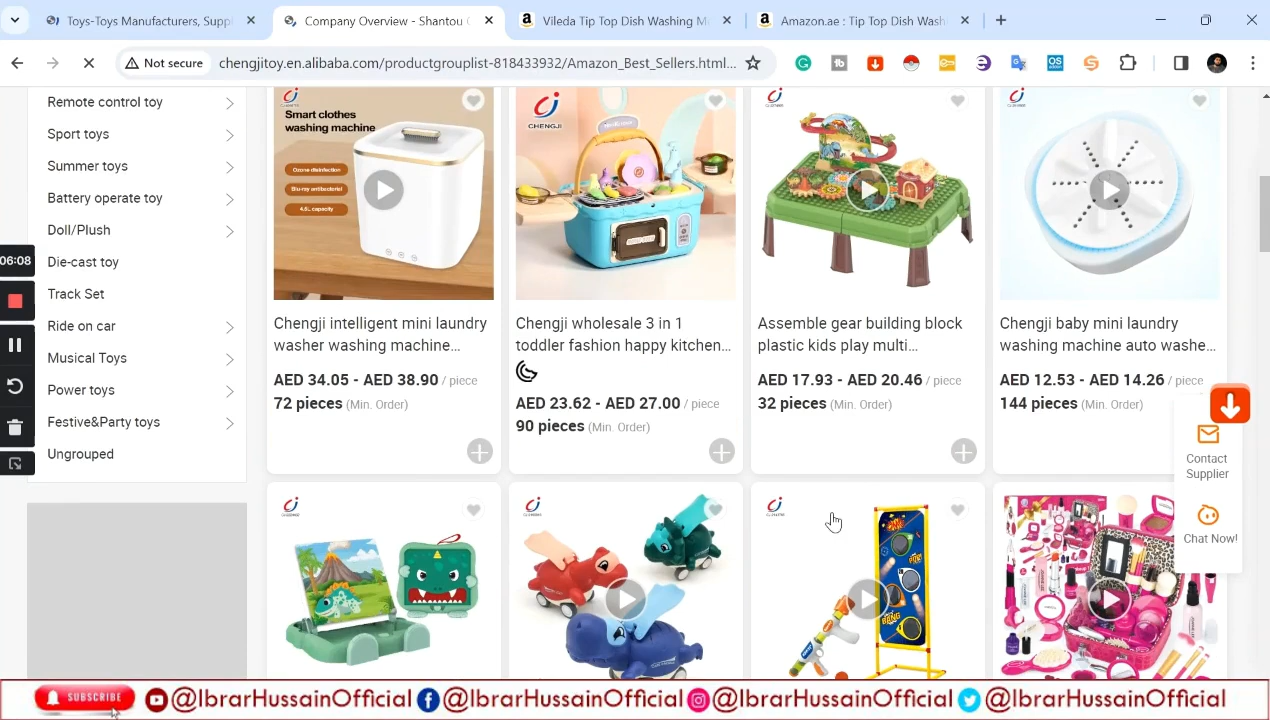 Toys-Toys Manufacturers, Suppl
Company Overview - Shantou C
Vileda Tip Top Dish Washing M
Amazon.ae : Tip Top Dish Wash
Not secure
chengjitoy.en.alibaba.com/productgrouplist-818433932/Amazon_Best_Sellers.html...
Remote control toy
Sport toys
Summer toys
Battery operate toy
Doll/Plush
Die-cast toy
Track Set
Ride on car
Musical Toys
Power toys
Festive&Party toys
Ungrouped
06:08
Smart clothes
washing machine
Ozone disinfection
Blu-ray antibacterial
4.6L capacity
CHENGJI
Chengji intelligent mini laundry
washer washing machine...
AED 34.05 - AED 38.90 / piece
72 pieces (Min. Order)
Chengji wholesale 3 in 1
toddler fashion happy kitchen...
AED 23.62 - AED 27.00 / piece
90 pieces (Min. Order)
Assemble gear building block
plastic kids play multi...
AED 17.93 - AED 20.46 / piece
32 pieces (Min. Order)
Chengji baby mini laundry
washing machine auto washe...
AED 12.53 - AED 14.26 / piece
144 pieces (Min. Order)
Contact
Supplier
Chat Now!
SUBSCRIBE
@IbrarHussainOfficial
@IbrarHussainOfficial
@IbrarHussainOfficial
@IbrarHussainOfficial